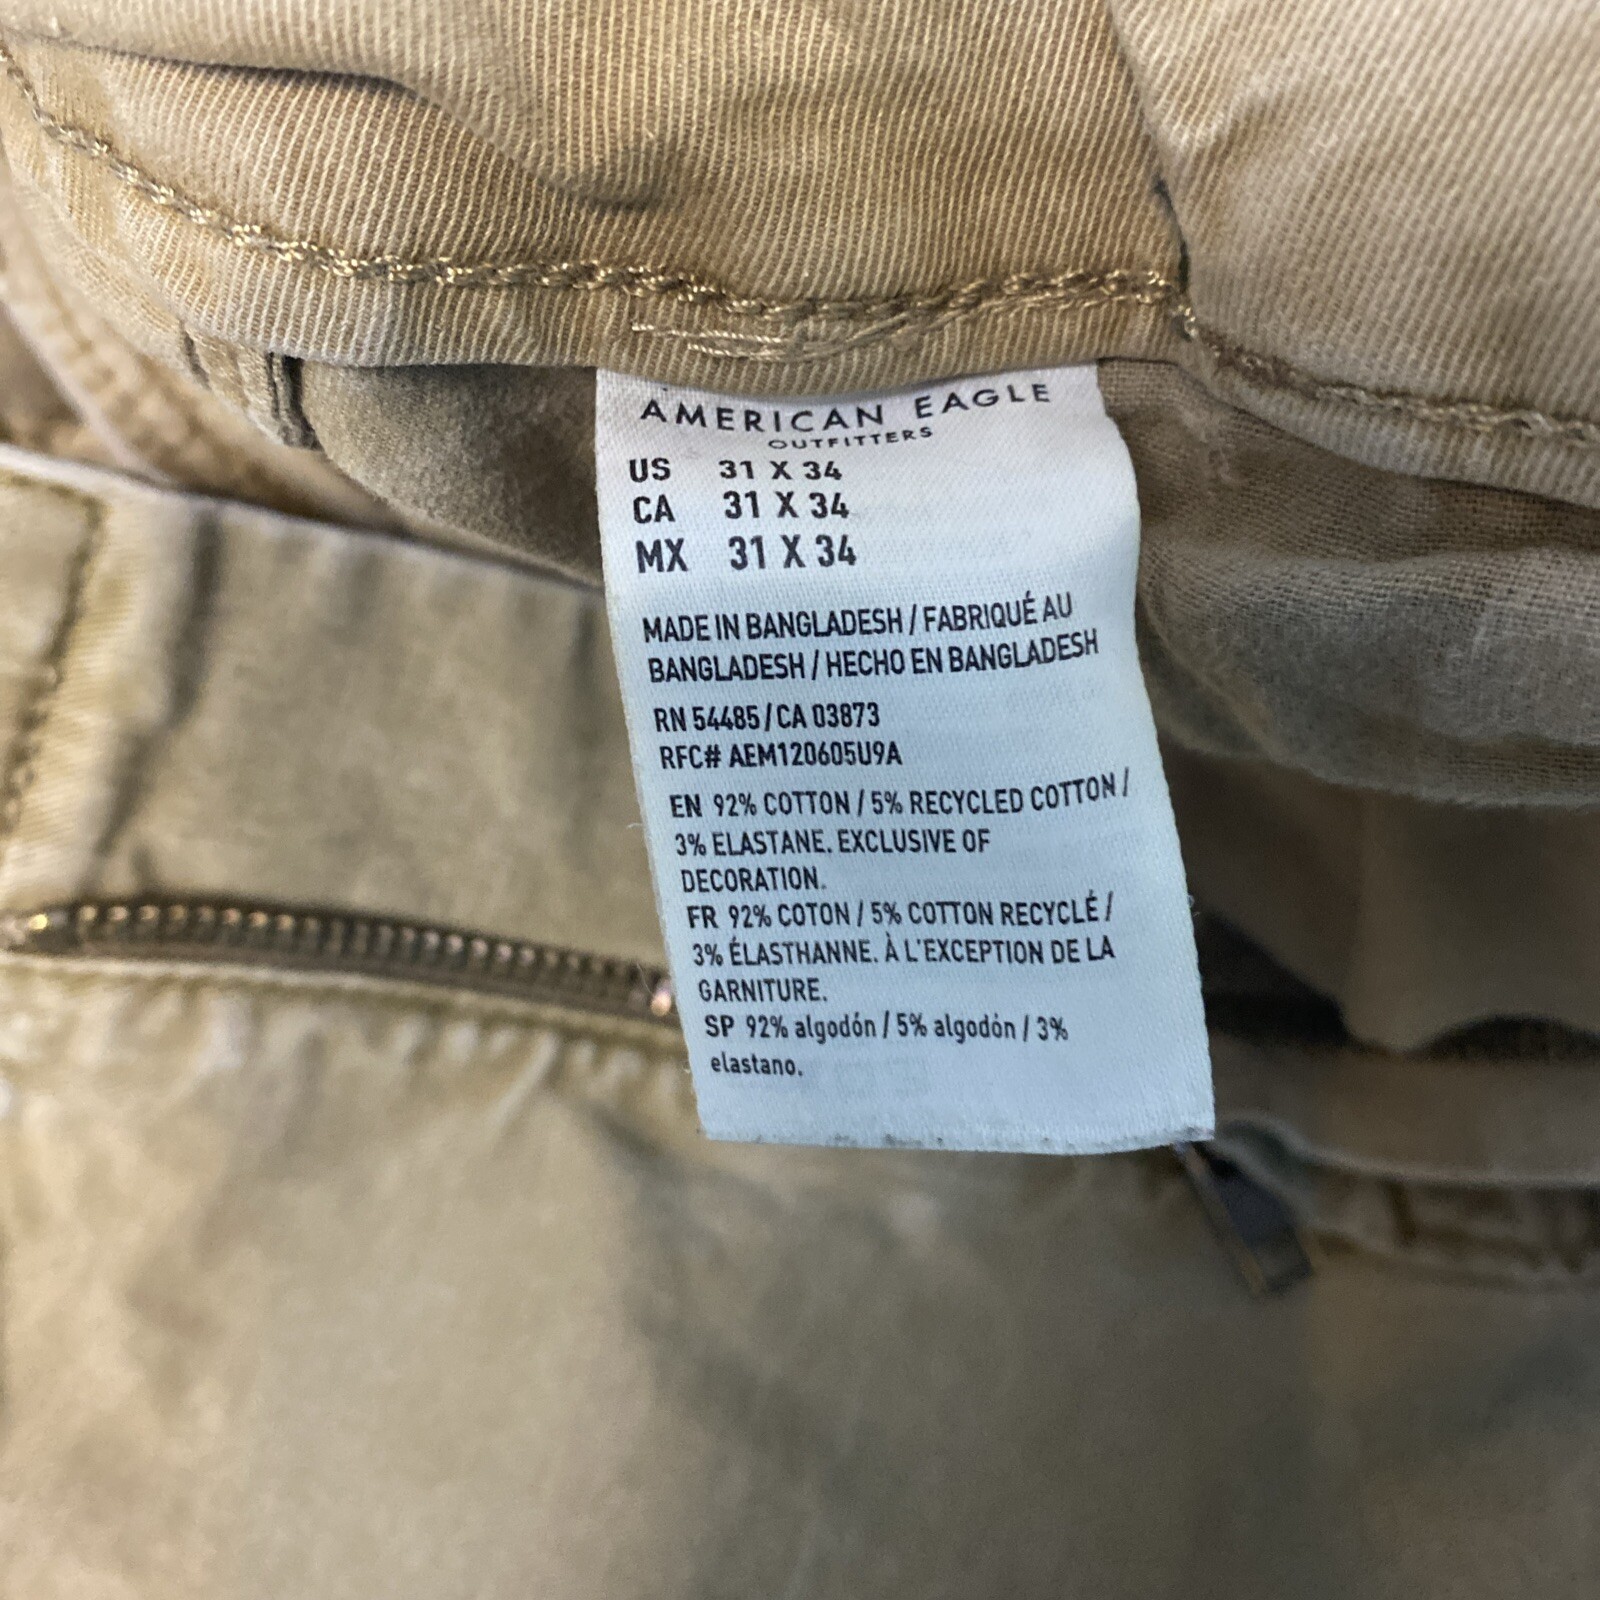 AMERICAN EAGLE
OUTFITTERS
US 31 X 34
CA 31 X 34
MX 31 X 34
MADE IN BANGLADESH / FABRIQUÉ AU
BANGLADESH / HECHO EN BANGLADESH
RN 54485 / CA 03873
RFC# AEM120605U9A
EN 92% COTTON / 5% RECYCLED COTTON /
3% ELASTANE. EXCLUSIVE OF
DECORATION.
FR 92% COTON / 5% COTTON RECYCLÉ /
3% ÉLASTHANNE. À L'EXCEPTION DE LA
GARNITURE.
SP 92% algodón / 5% algodón / 3%
elastano.